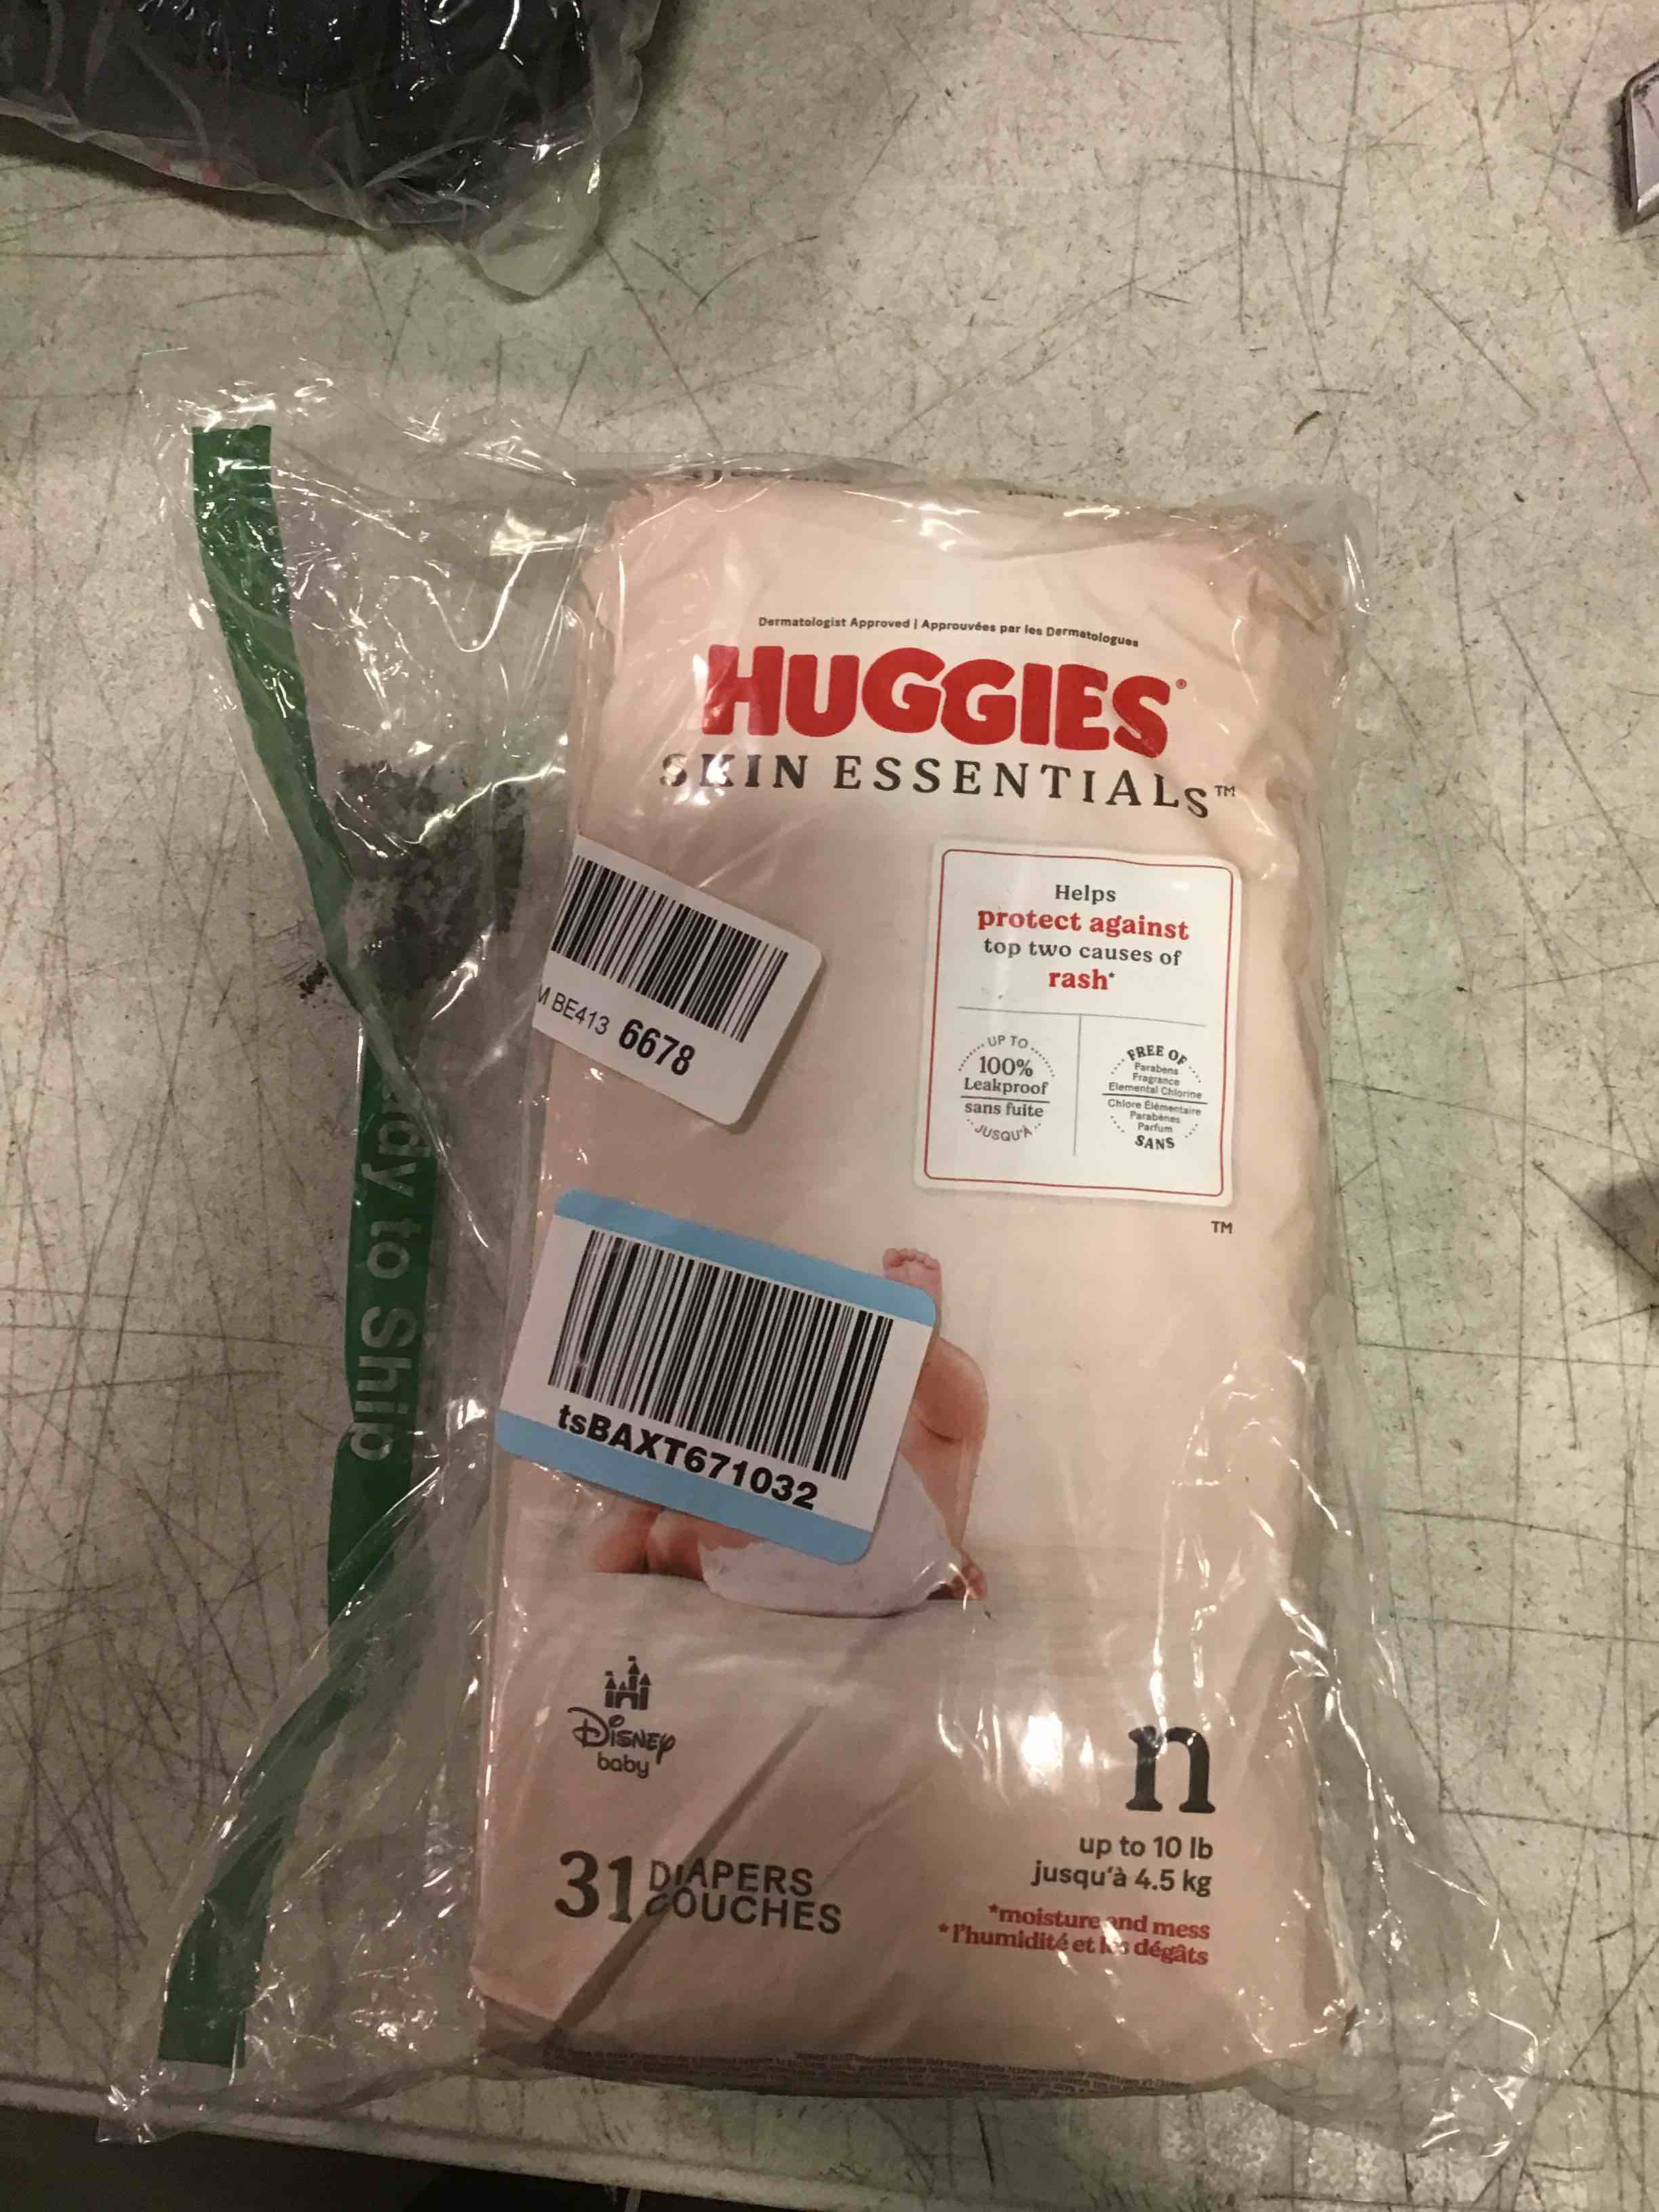 Dermatologist Approved | Approuvées par les Dermatologues
HUGGIES®
SKIN ESSENTIALS™
Helps
protect against
top two causes of
rash*
UP TO
100%
Leakproof
sans fuite
JUSQU'À
FREE OF
Parabens
Fragrance
Elemental Chlorine
Chlore Élémentaire
Parabènes
Parfum
SANS
TM
M BE413 6678
tsBAXT671032
dy to Ship
Disney
baby
31 DIAPERS
COUCHES
n
up to 10 lb
jusqu'à 4.5 kg
*moisture and mess
*l'humidité et les dégâts